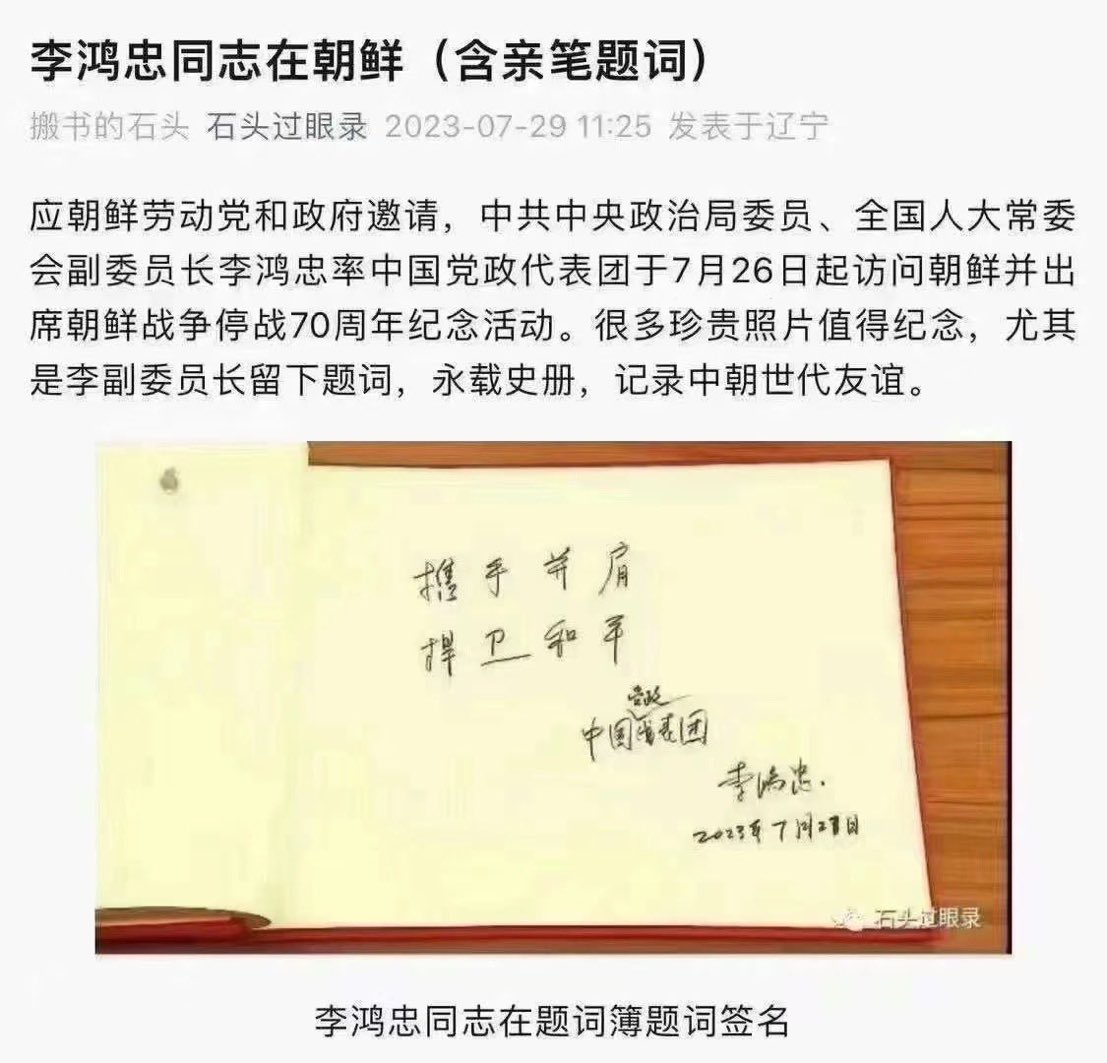 李鸿忠同志在朝鲜（含亲笔题词）
搬书的石头 石头过眼录 2023-07-29 11:25 发表于辽宁
应朝鲜劳动党和政府邀请，中共中央政治局委员、全国人大常委
会副委员长李鸿忠率中国党政代表团于7月26日起访问朝鲜并出
席朝鲜战争停战70周年纪念活动。很多珍贵照片值得纪念，尤其
是李副委员长留下题词，永载史册，记录中朝世代友谊。
携手并肩
捍卫和平
党政
中国代表团
李鸿忠.
2023年7月
石头过眼录
李鸿忠同志在题词簿题词签名